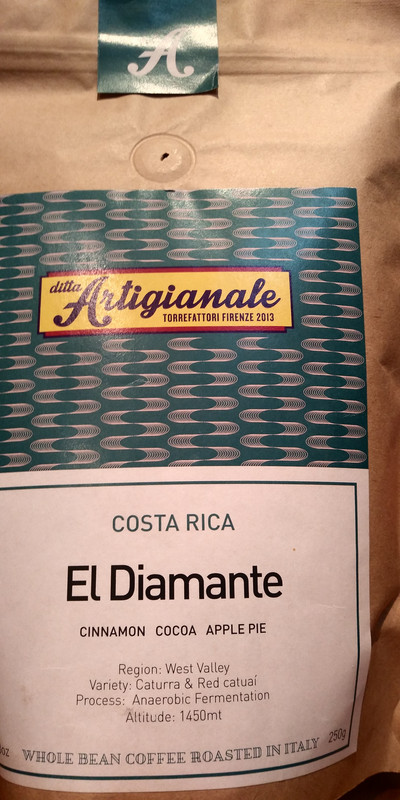 A
ditta
Artigianale
TORREFATTORI FIRENZE 2013
COSTA RICA
El Diamante
CINNAMON COCOA APPLE PIE
Region: West Valley
Variety: Caturra & Red catuaí
Process: Anaerobic Fermentation
Altitude: 1450mt
oz WHOLE BEAN COFFEE ROASTED IN ITALY 250g